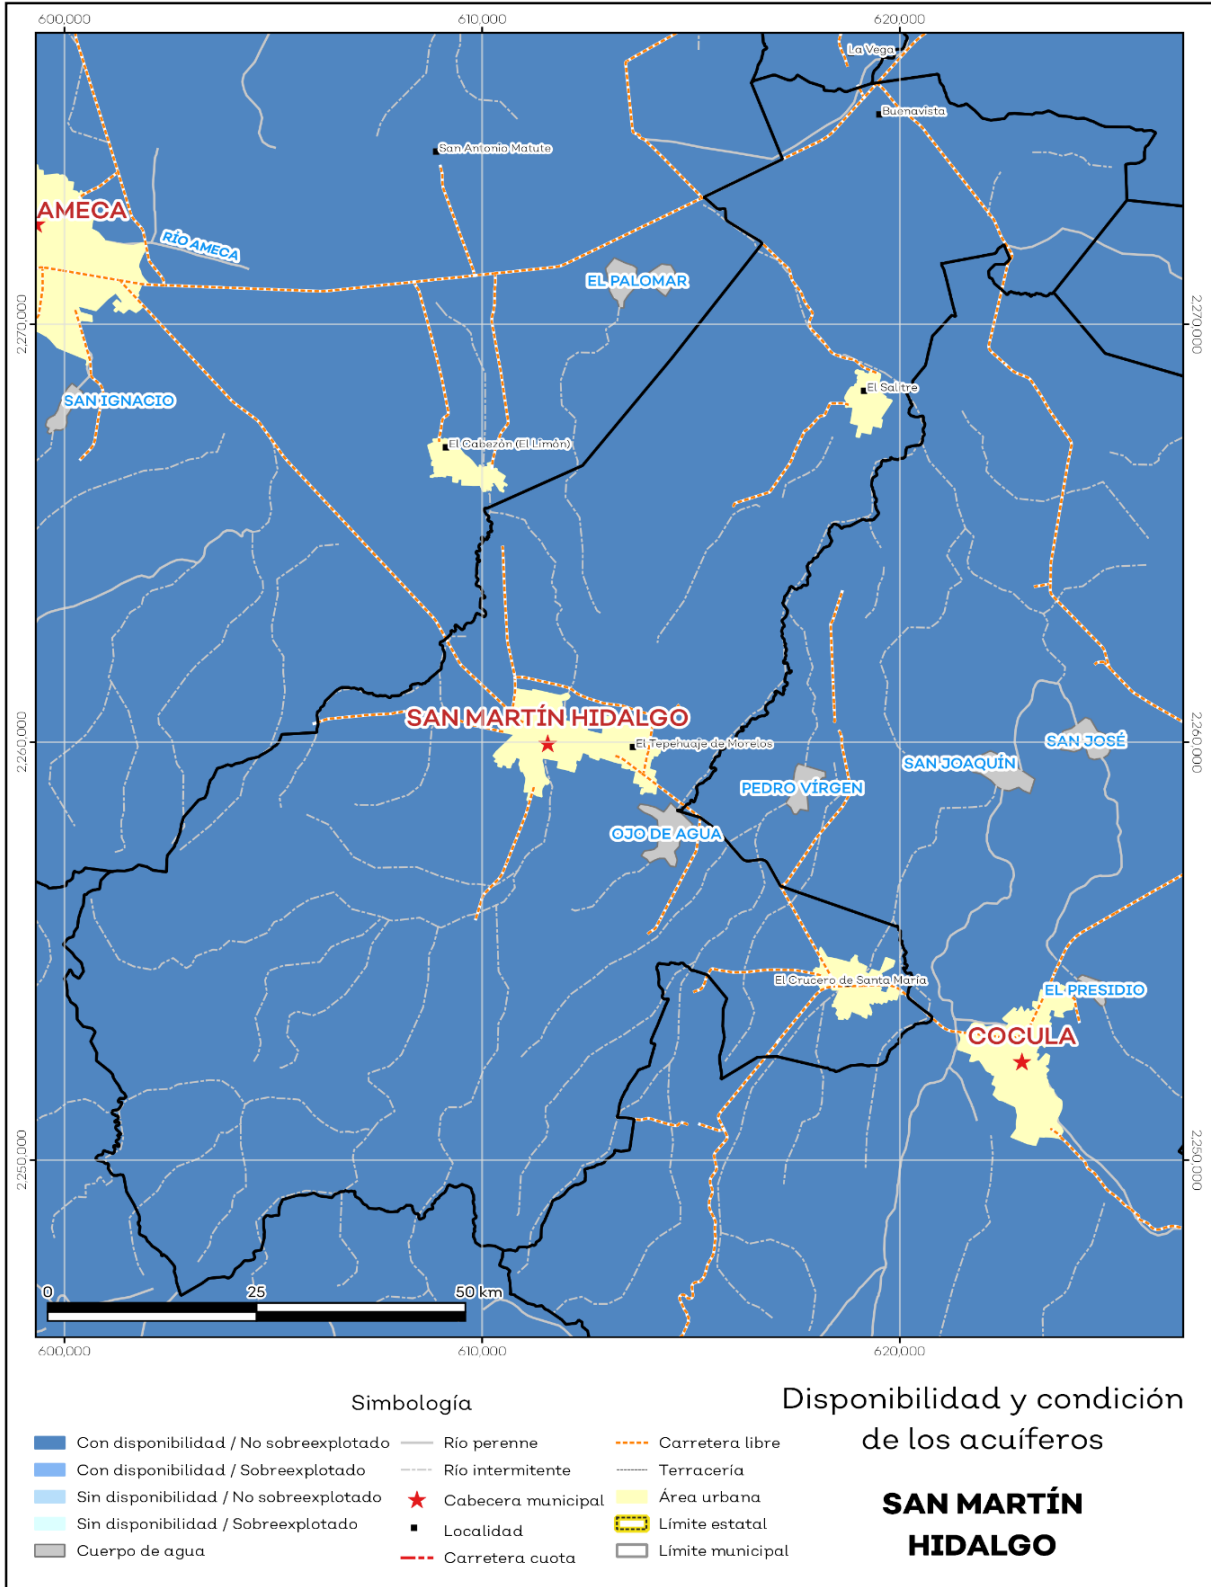 600,000
610,000
620,000
La Vega
Buenavista
San Antonio Matute
AMECA
RÍO AMECA
EL PALOMAR
2,270,000
2,270,000
El Salitre
SAN IGNACIO
El Cabezón (El Limón)
SAN MARTÍN HIDALGO
El Tepehuaje de Morelos
SAN JOSÉ
2,260,000
2,260,000
SAN JOAQUÍN
PEDRO VÍRGEN
OJO DE AGUA
El Crucero de Santa María
EL PRESIDIO
COCULA
2,250,000
2,250,000
0
25
50 km
600,000
610,000
620,000
Simbología
Con disponibilidad / No sobreexplotado
Con disponibilidad / Sobreexplotado
Sin disponibilidad / No sobreexplotado
Sin disponibilidad / Sobreexplotado
Cuerpo de agua
Río perenne
Río intermitente
Cabecera municipal
Localidad
Carretera cuota
Carretera libre
Terracería
Área urbana
Límite estatal
Límite municipal
Disponibilidad y condición
de los acuíferos
SAN MARTÍN
HIDALGO